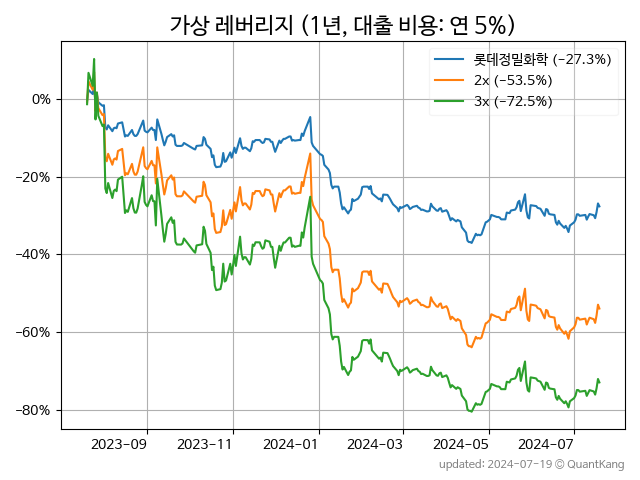 가상 레버리지 (1년, 대출 비용: 연 5%)
롯데정밀화학 (−27.3%)
2x (−53.5%)
3x (−72.5%)
0%
−20%
−40%
−60%
−80%
2023-09
2023-11
2024-01
2024-03
2024-05
2024-07
updated: 2024-07-19 © QuantKang